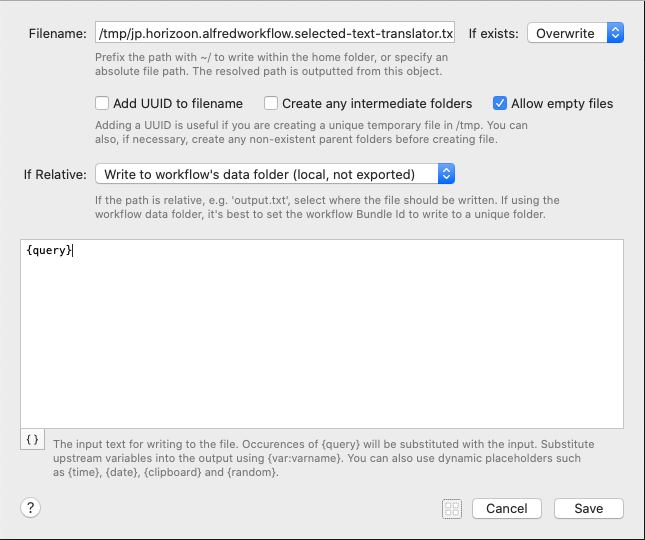 Filename: /tmp/jp.horizoon.alfredworkflow.selected-text-translator.tx If exists: Overwrite
Prefix the path with ~/ to write within the home folder, or specify an
absolute file path. The resolved path is outputted from this object.
Add UUID to filename Create any intermediate folders Allow empty files
Adding a UUID is useful if you are creating a unique temporary file in /tmp. You can
also, if necessary, create any non-existent parent folders before creating file.
If Relative: Write to workflow's data folder (local, not exported)
If the path is relative, e.g. 'output.txt', select where the file should be written. If using the
workflow data folder, it's best to set the workflow Bundle Id to write to a unique folder.
{query}
{} The input text for writing to the file. Occurences of {query} will be substituted with the input. Substitute
upstream variables into the output using {var:varname}. You can also use dynamic placeholders such
as {time}, {date}, {clipboard} and {random}.
? Cancel Save